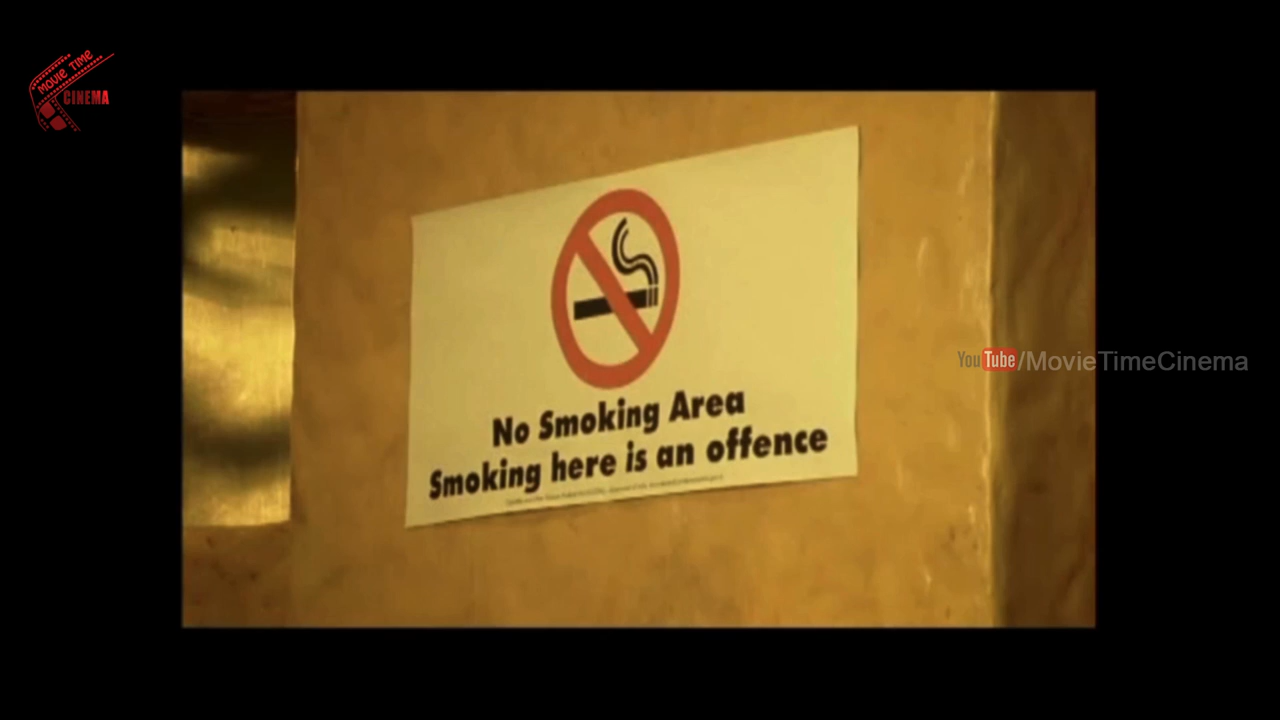 MOVIE TIME
CINEMA
YouTube/MovieTimeCinema
No Smoking Area
Smoking here is an offence